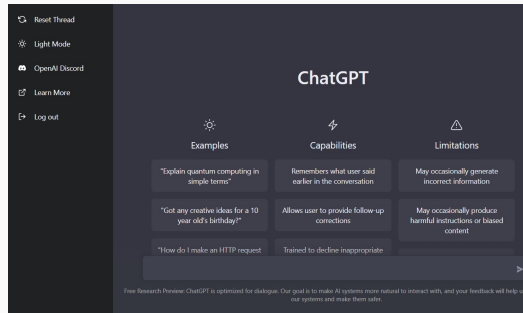 Reset Thread
Light Mode
OpenAI Discord
Learn More
Log out
ChatGPT
Examples
Capabilities
Limitations
"Explain quantum computing in
simple terms"
Remembers what user said
earlier in the conversation
May occasionally generate
incorrect information
"Got any creative ideas for a 10
year old's birthday?"
Allows user to provide follow-up
corrections
May occasionally produce
harmful instructions or biased
content
"How do I make an HTTP request
Trained to decline inappropriate
Free Research Preview: ChatGPT is optimized for dialogue. Our goal is to make AI systems more natural to interact with, and your feedback will help
our systems and make them safer.